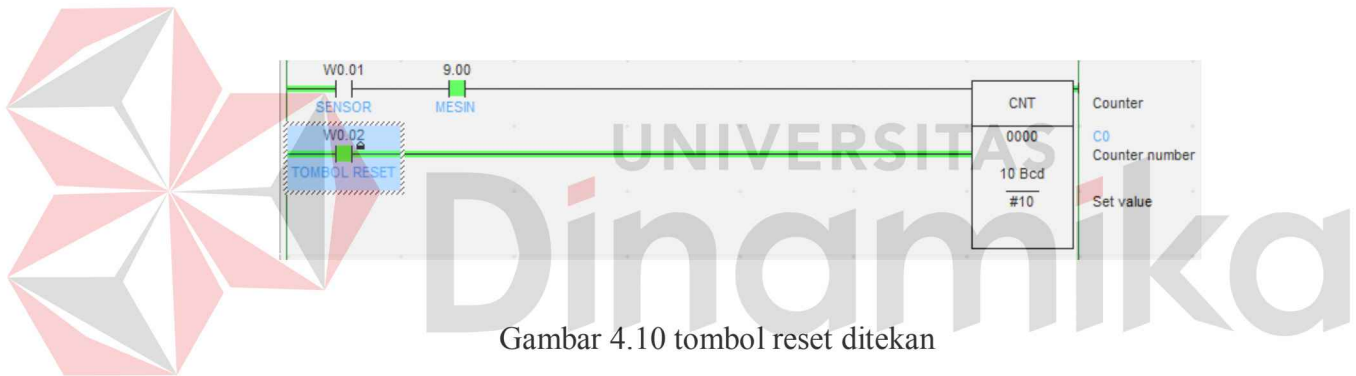 W0.01 9.00
SENSOR MESIN
CNT Counter
W0.02
TOMBOL RESET
0000 C0
Counter number
10 Bcd
#10 Set value
UNIVERSITAS
Dinamika
Gambar 4.10 tombol reset ditekan